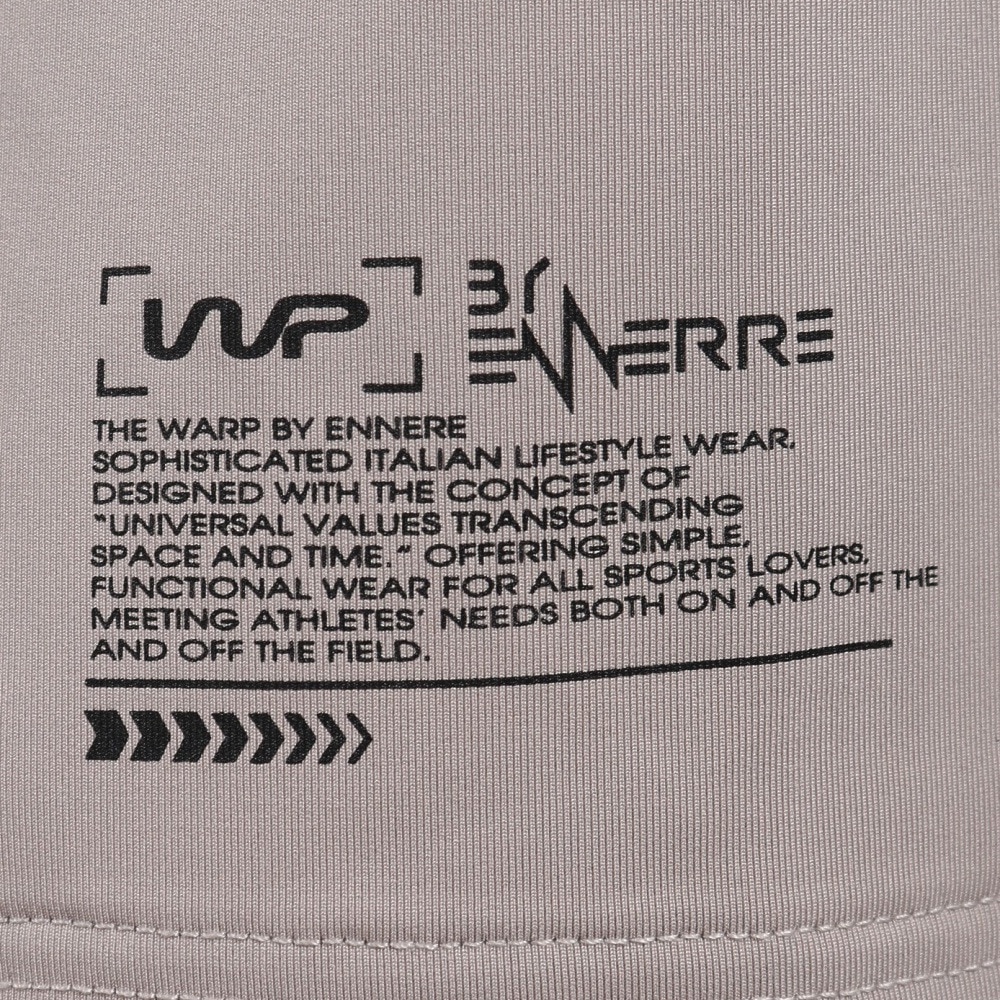 WP BY ENNERRE
THE WARP BY ENNERE
SOPHISTICATED ITALIAN LIFESTYLE WEAR.
DESIGNED WITH THE CONCEPT OF
"UNIVERSAL VALUES TRANSCENDING
SPACE AND TIME." OFFERING SIMPLE,
FUNCTIONAL WEAR FOR ALL SPORTS LOVERS,
MEETING ATHLETES' NEEDS BOTH ON AND OFF THE
AND OFF THE FIELD.